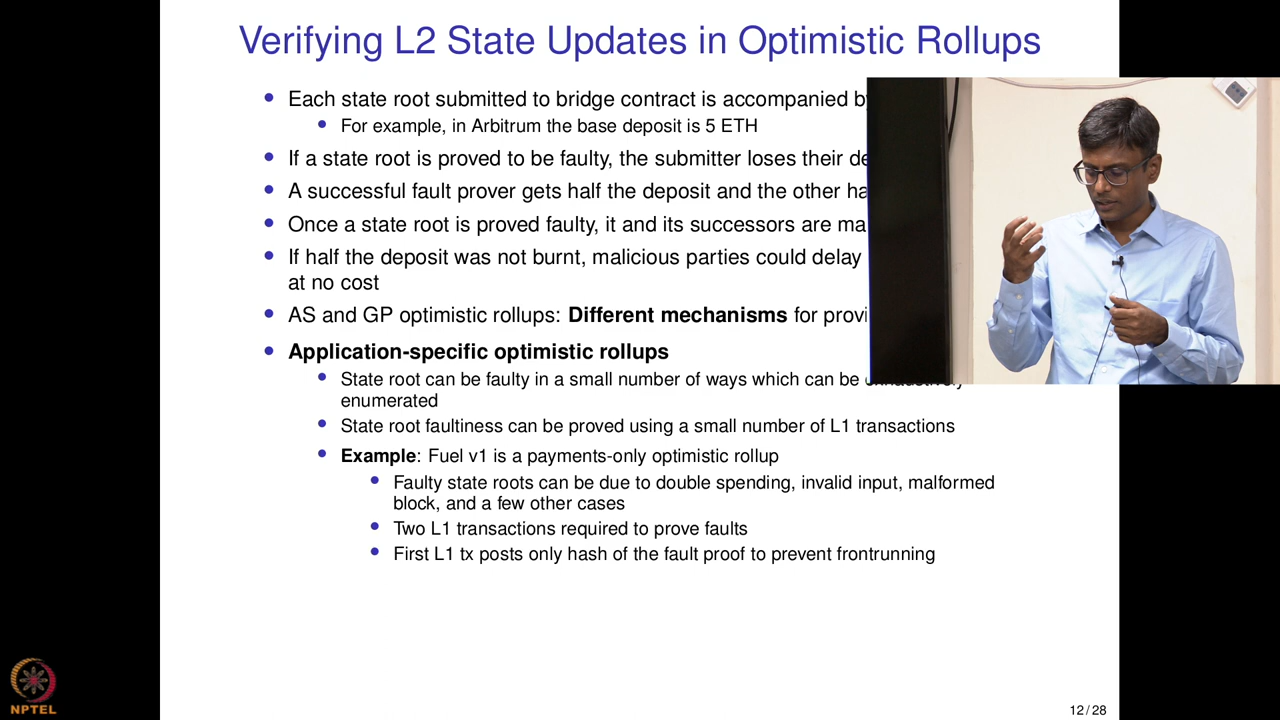 Verifying L2 State Updates in Optimistic Rollups
• Each state root submitted to bridge contract is accompanied
• For example, in Arbitrum the base deposit is 5 ETH
• If a state root is proved to be faulty, the submitter loses their
• A successful fault prover gets half the deposit and the other
• Once a state root is proved faulty, it and its successors are
• If half the deposit was not burnt, malicious parties could delay
at no cost
• AS and GP optimistic rollups: Different mechanisms for
• Application-specific optimistic rollups
• State root can be faulty in a small number of ways which can be
enumerated
• State root faultiness can be proved using a small number of L1 transactions
• Example: Fuel v1 is a payments-only optimistic rollup
• Faulty state roots can be due to double spending, invalid input, malformed
block, and a few other cases
• Two L1 transactions required to prove faults
• First L1 tx posts only hash of the fault proof to prevent frontrunning
NPTEL
12 / 28